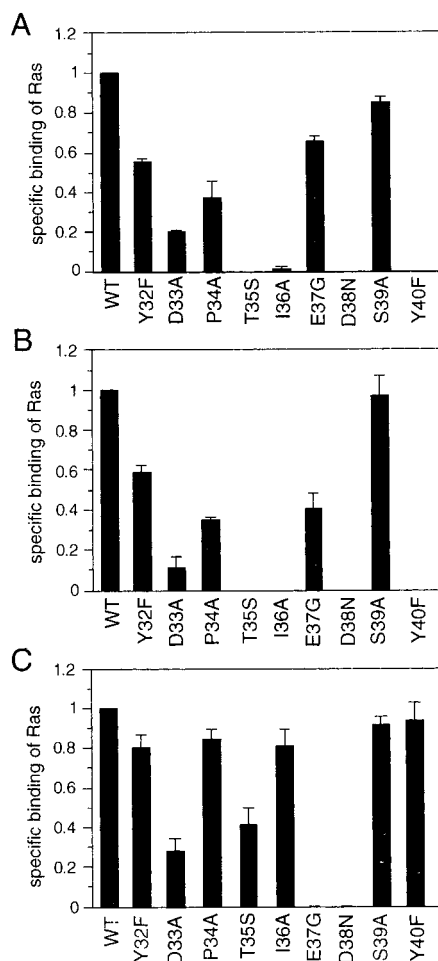 A
1.2
1
0.8
0.6
0.4
0.2
0
specific binding of Ras
WT
Y32F
D33A
P34A
T35S
I36A
E37G
D38N
S39A
Y40F
B
1.2
1
0.8
0.6
0.4
0.2
0
specific binding of Ras
WT
Y32F
D33A
P34A
T35S
I36A
E37G
D38N
S39A
Y40F
C
1.2
1
0.8
0.6
0.4
0.2
0
specific binding of Ras
WT
Y32F
D33A
P34A
T35S
I36A
E37G
D38N
S39A
Y40F